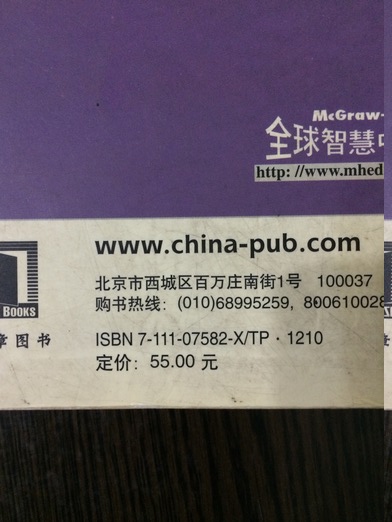 McGraw-
全球智慧中
http://www.mhed
www.china-pub.com
北京市西城区百万庄南街1号 100037
购书热线: (010)68995259, 800610028
ISBN 7-111-07582-X/TP · 1210
定价: 55.00 元
BOOKS
图书